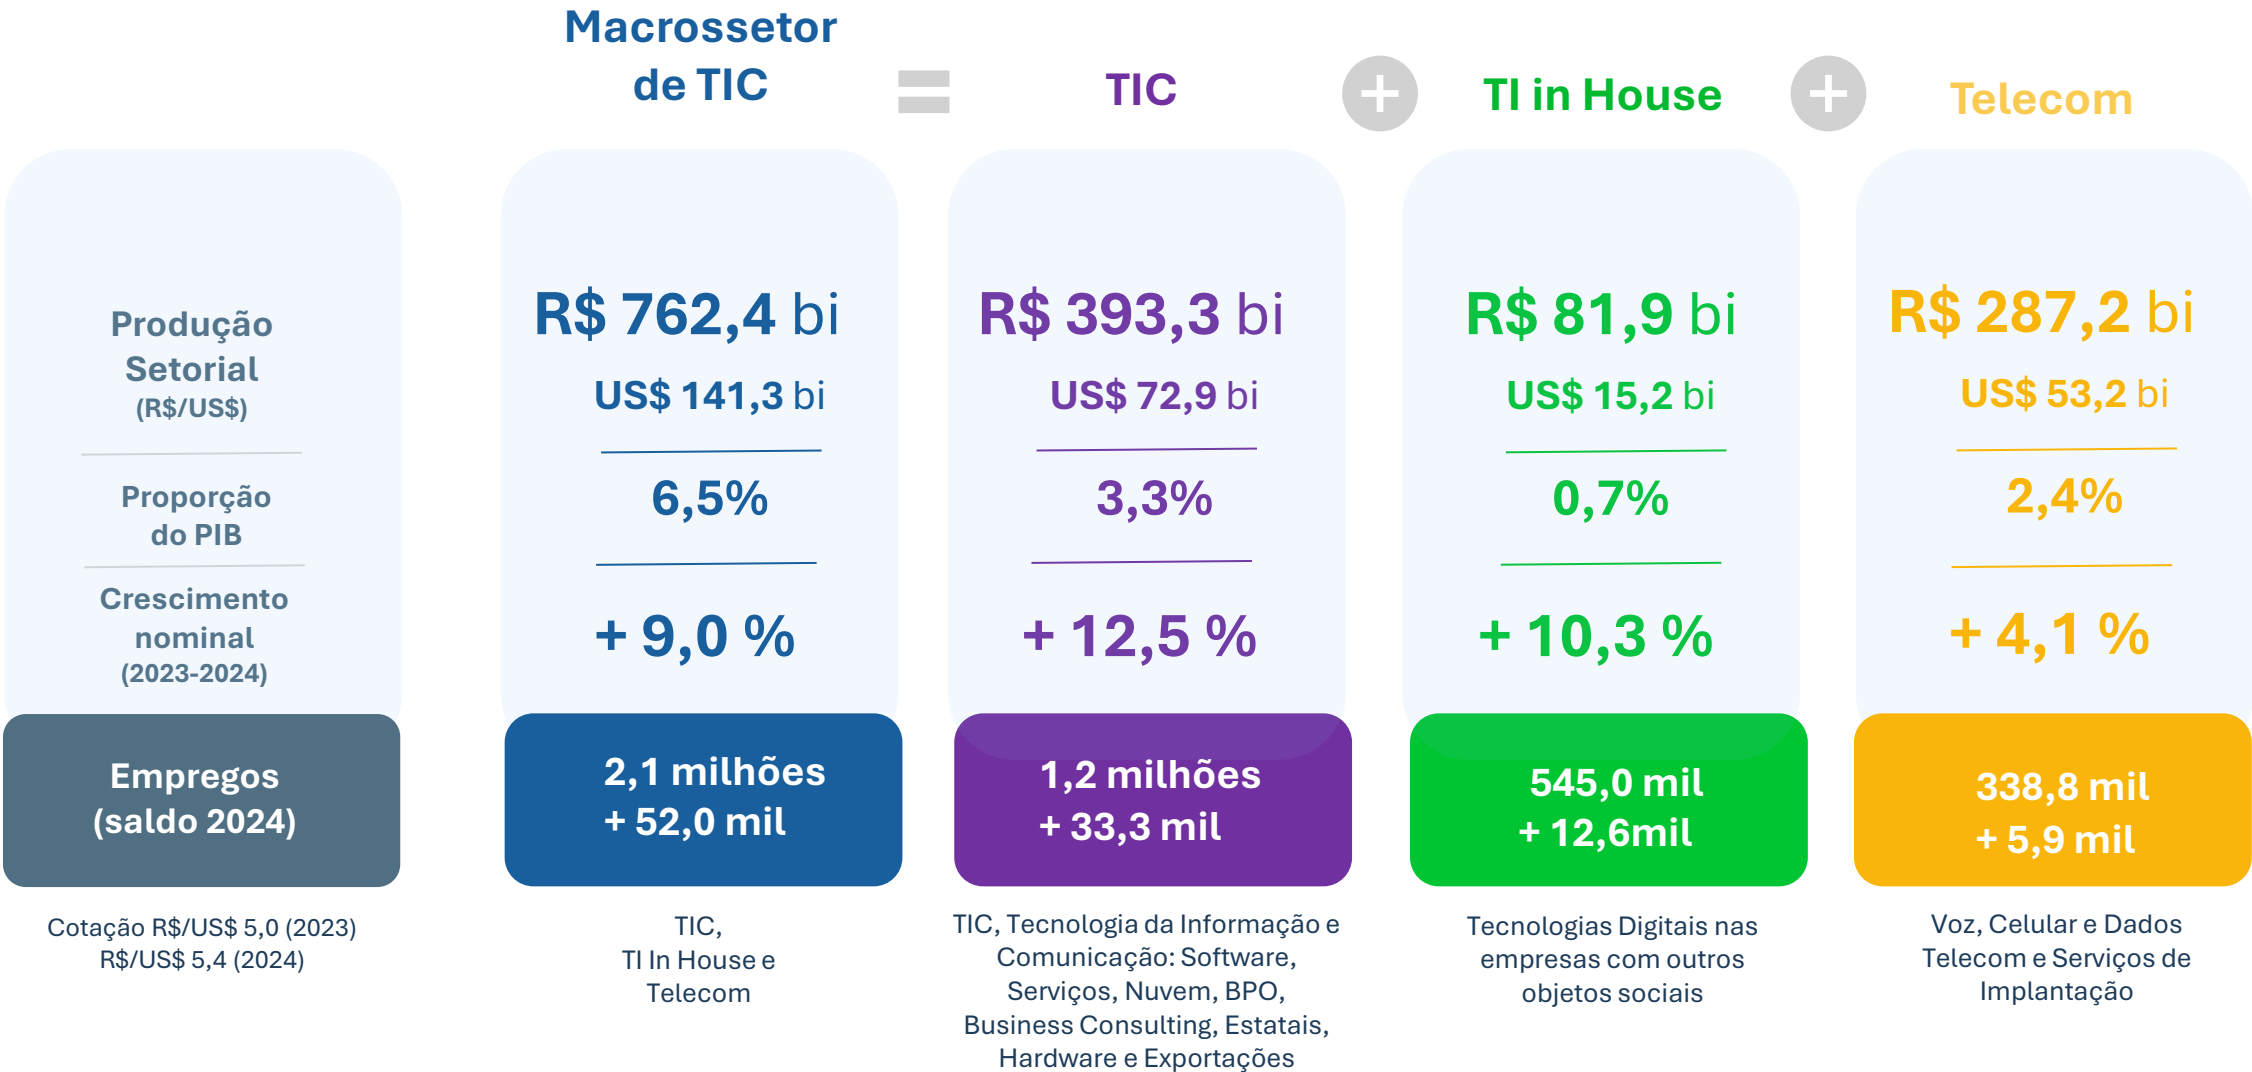 Macrossetor
de TIC
=
TIC
+
TI in House
+
Telecom
Produção
Setorial
(R$/US$)
R$ 762,4 bi
US$ 141,3 bi
R$ 393,3 bi
US$ 72,9 bi
R$ 81,9 bi
US$ 15,2 bi
R$ 287,2 bi
US$ 53,2 bi
Proporção
do PIB
6,5%
3,3%
0,7%
2,4%
Crescimento
nominal
(2023-2024)
+ 9,0 %
+ 12,5 %
+ 10,3 %
+ 4,1 %
Empregos
(saldo 2024)
2,1 milhões
+ 52,0 mil
1,2 milhões
+ 33,3 mil
545,0 mil
+ 12,6mil
338,8 mil
+ 5,9 mil
Cotação R$/US$ 5,0 (2023)
R$/US$ 5,4 (2024)
TIC,
TI In House e
Telecom
TIC, Tecnologia da Informação e
Comunicação: Software,
Serviços, Nuvem, BPO,
Business Consulting, Estatais,
Hardware e Exportações
Tecnologias Digitais nas
empresas com outros
objetos sociais
Voz, Celular e Dados
Telecom e Serviços de
Implantação